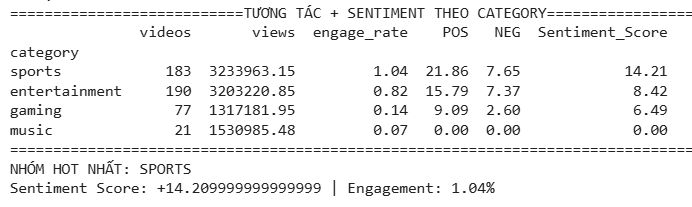 ==========================TƯƠNG TÁC + SENTIMENT THEO CATEGORY=================
videos views engage_rate POS NEG Sentiment_Score
category
sports 183 3233963.15 1.04 21.86 7.65 14.21
entertainment 190 3203220.85 0.82 15.79 7.37 8.42
gaming 77 1317181.95 0.14 9.09 2.60 6.49
music 21 1530985.48 0.07 0.00 0.00 0.00
===========================================================================
NHÓM HOT NHẤT: SPORTS
Sentiment Score: +14.209999999999999 | Engagement: 1.04%